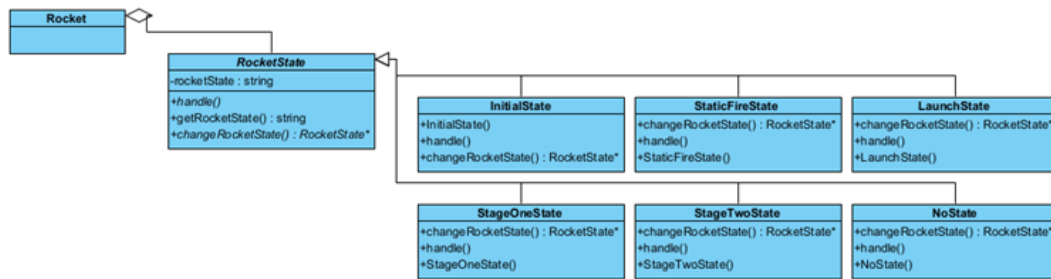 Rocket
RocketState
-rocketState : string
+handle()
+getRocketState() : string
+changeRocketState() : RocketState*
InitialState
+InitialState()
+handle()
+changeRocketState() : RocketState*
StaticFireState
+changeRocketState() : RocketState*
+handle()
+StaticFireState()
LaunchState
+changeRocketState() : RocketState*
+handle()
+LaunchState()
StageOneState
+changeRocketState() : RocketState*
+handle()
+StageOneState()
StageTwoState
+changeRocketState() : RocketState*
+handle()
+StageTwoState()
NoState
+changeRocketState() : RocketState*
+handle()
+NoState()